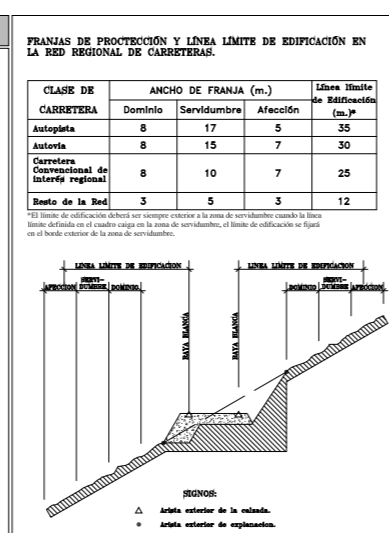 FRANJAS DE PROCTECCIÓN Y LÍNEA LÍMITE DE EDIFICACIÓN EN
LA RED REGIONAL DE CARRETERAS.
CLASE DE CARRETERA
ANCHO DE FRANJA (m.)
Línea límite de Edificación (m.)*
Dominio Servidumbre Afección
Autopista 8 17 5 35
Autovía 8 15 7 30
Carretera Convencional de interés regional 8 10 7 25
Resto de la Red 3 5 3 12
*El límite de edificación deberá ser siempre exterior a la zona de servidumbre cuando la línea
límite definida en el cuadro caiga en la zona de servidumbre, el límite de edificación se fijará
en el borde exterior de la zona de servidumbre.
LINEA LÍMITE DE EDIFICACION
LINEA LÍMITE DE EDIFICACION
AFECCION SERVI-DUMBRE DOMINIO
DOMINIO SERVI-DUMBRE AFECCION
RAYA BLANCA
RAYA BLANCA
SIGNOS:
Arista exterior de la calzada.
Arista exterior de explanacion.